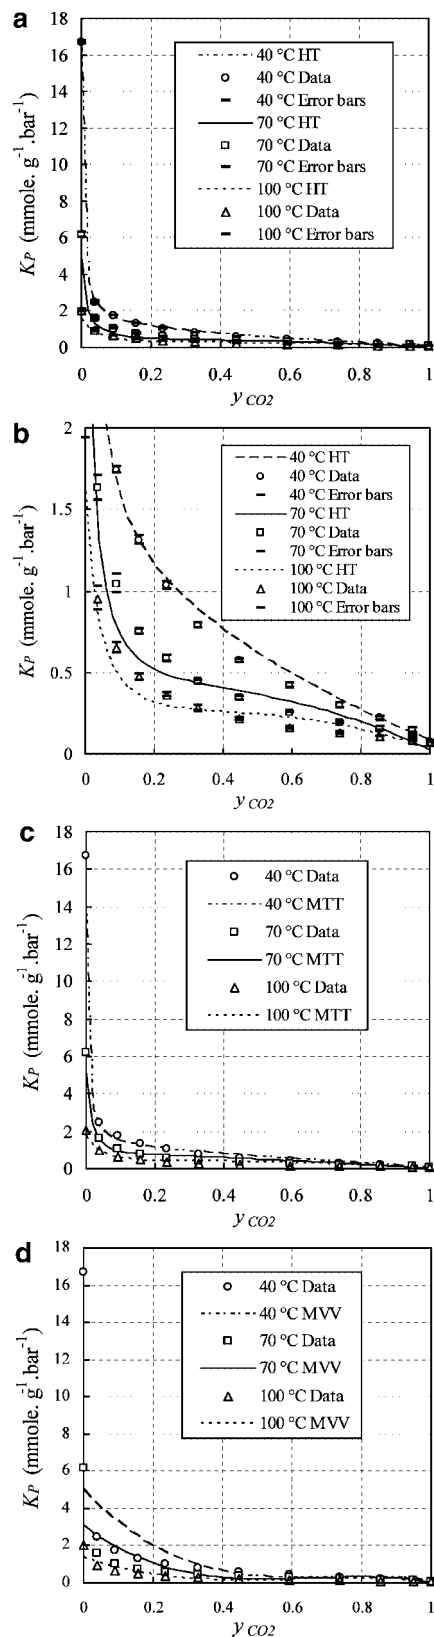 a
18
16
14
12
10
8
6
4
2
0
K_P (mmole. g⁻¹.bar⁻¹)
40 °C HT
40 °C Data
40 °C Error bars
70 °C HT
70 °C Data
70 °C Error bars
100 °C HT
100 °C Data
100 °C Error bars
0 0.2 0.4 0.6 0.8 1
y CO2
b
2
1.5
1
0.5
0
K_P (mmole. g⁻¹.bar⁻¹)
40 °C HT
40 °C Data
40 °C Error bars
70 °C HT
70 °C Data
70 °C Error bars
100 °C HT
100 °C Data
100 °C Error bars
0 0.2 0.4 0.6 0.8 1
y CO2
c
18
16
14
12
10
8
6
4
2
0
K_P (mmole. g⁻¹.bar⁻¹)
40 °C Data
40 °C MTT
70 °C Data
70 °C MTT
100 °C Data
100 °C MTT
0 0.2 0.4 0.6 0.8 1
y CO2
d
18
16
14
12
10
8
6
4
2
0
K_P (mmole. g⁻¹.bar⁻¹)
40 °C Data
40 °C MVV
70 °C Data
70 °C MVV
100 °C Data
100 °C MVV
0 0.2 0.4 0.6 0.8 1
y CO2